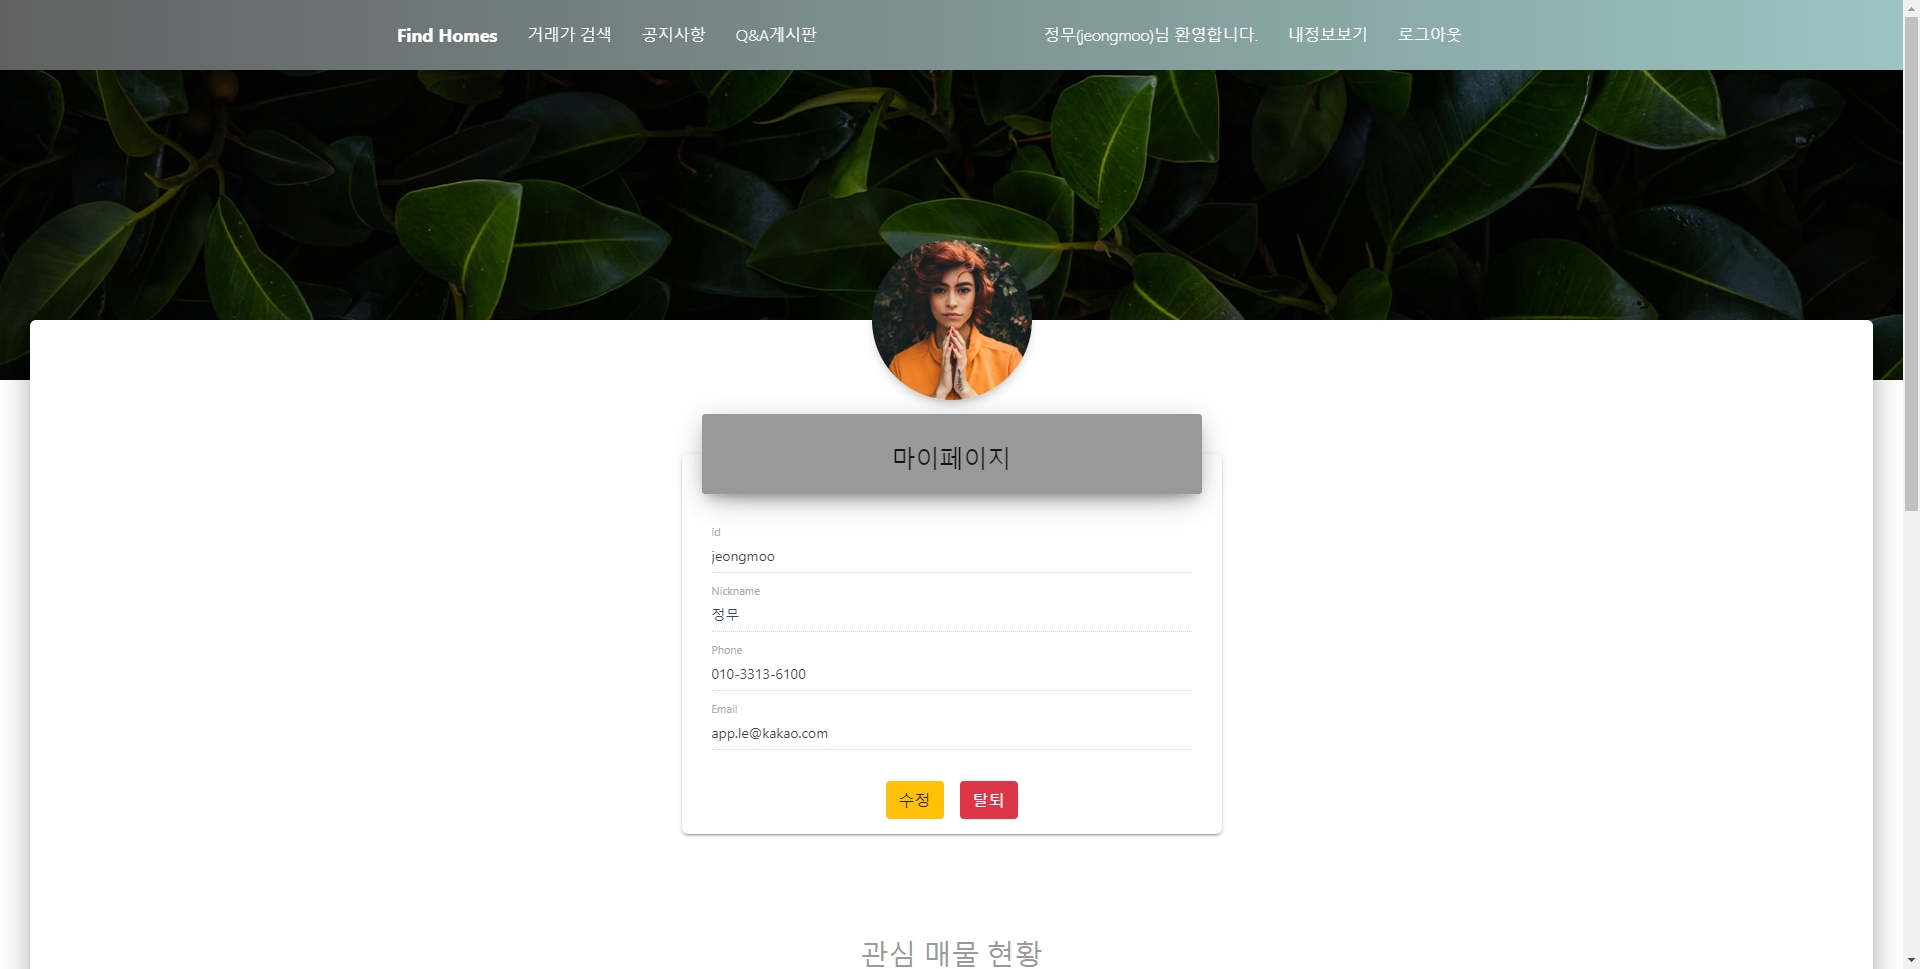 Find Homes 거래가 검색 공지사항 Q&A게시판 정무(jeongmoo)님 환영합니다. 내정보보기 로그아웃
마이페이지
id
jeongmoo
Nickname
정무
Phone
010-3313-6100
Email
app.le@kakao.com
수정 탈퇴
관심 매물 현황